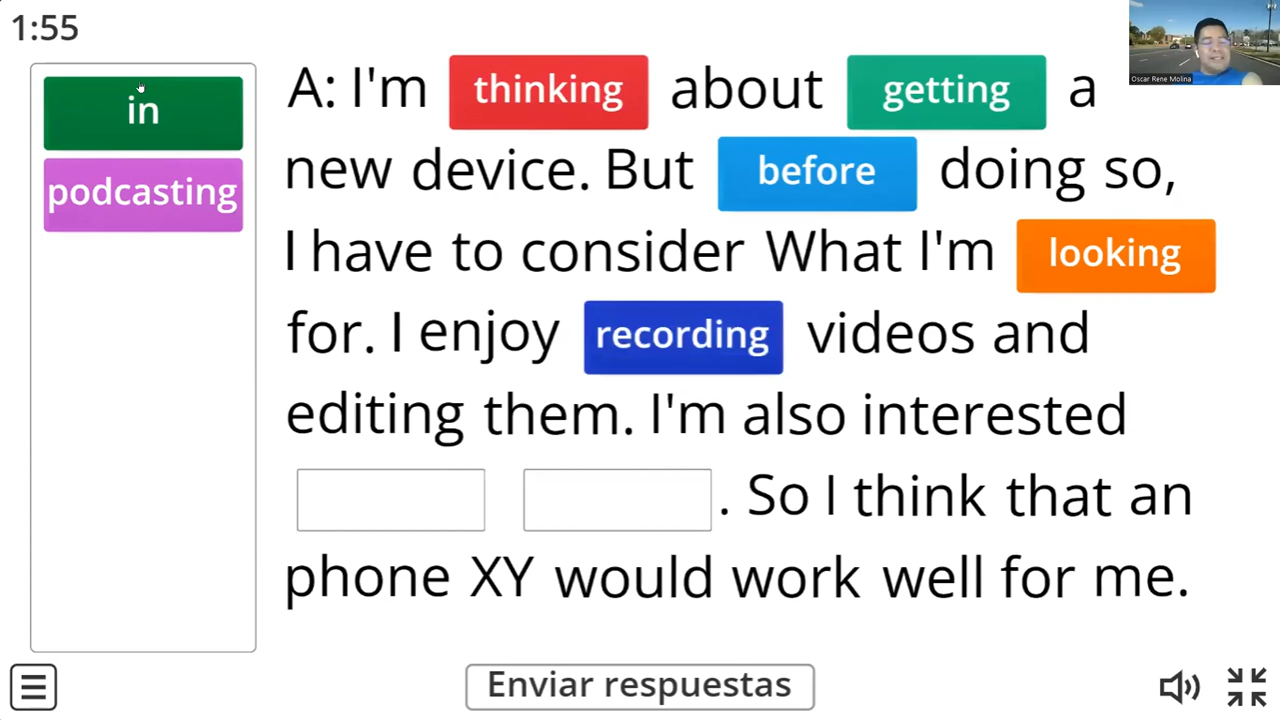 1:55
in
podcasting
A: I'm thinking about getting a
new device. But before doing so,
I have to consider What I'm looking
for. I enjoy recording videos and
editing them. I'm also interested
. So I think that an
phone XY would work well for me.
Enviar respuestas
Oscar Rene Molina